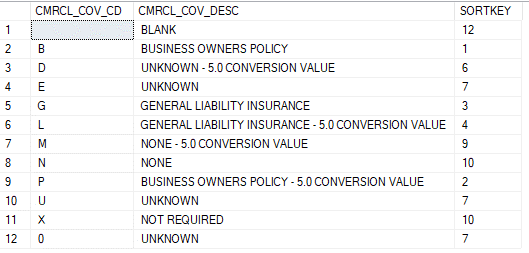 CMRCL_COV_CD CMRCL_COV_DESC SORTKEY
1 BLANK 12
2 B BUSINESS OWNERS POLICY 1
3 D UNKNOWN - 5.0 CONVERSION VALUE 6
4 E UNKNOWN 7
5 G GENERAL LIABILITY INSURANCE 3
6 L GENERAL LIABILITY INSURANCE - 5.0 CONVERSION VALUE 4
7 M NONE - 5.0 CONVERSION VALUE 9
8 N NONE 10
9 P BUSINESS OWNERS POLICY - 5.0 CONVERSION VALUE 2
10 U UNKNOWN 7
11 X NOT REQUIRED 10
12 0 UNKNOWN 7